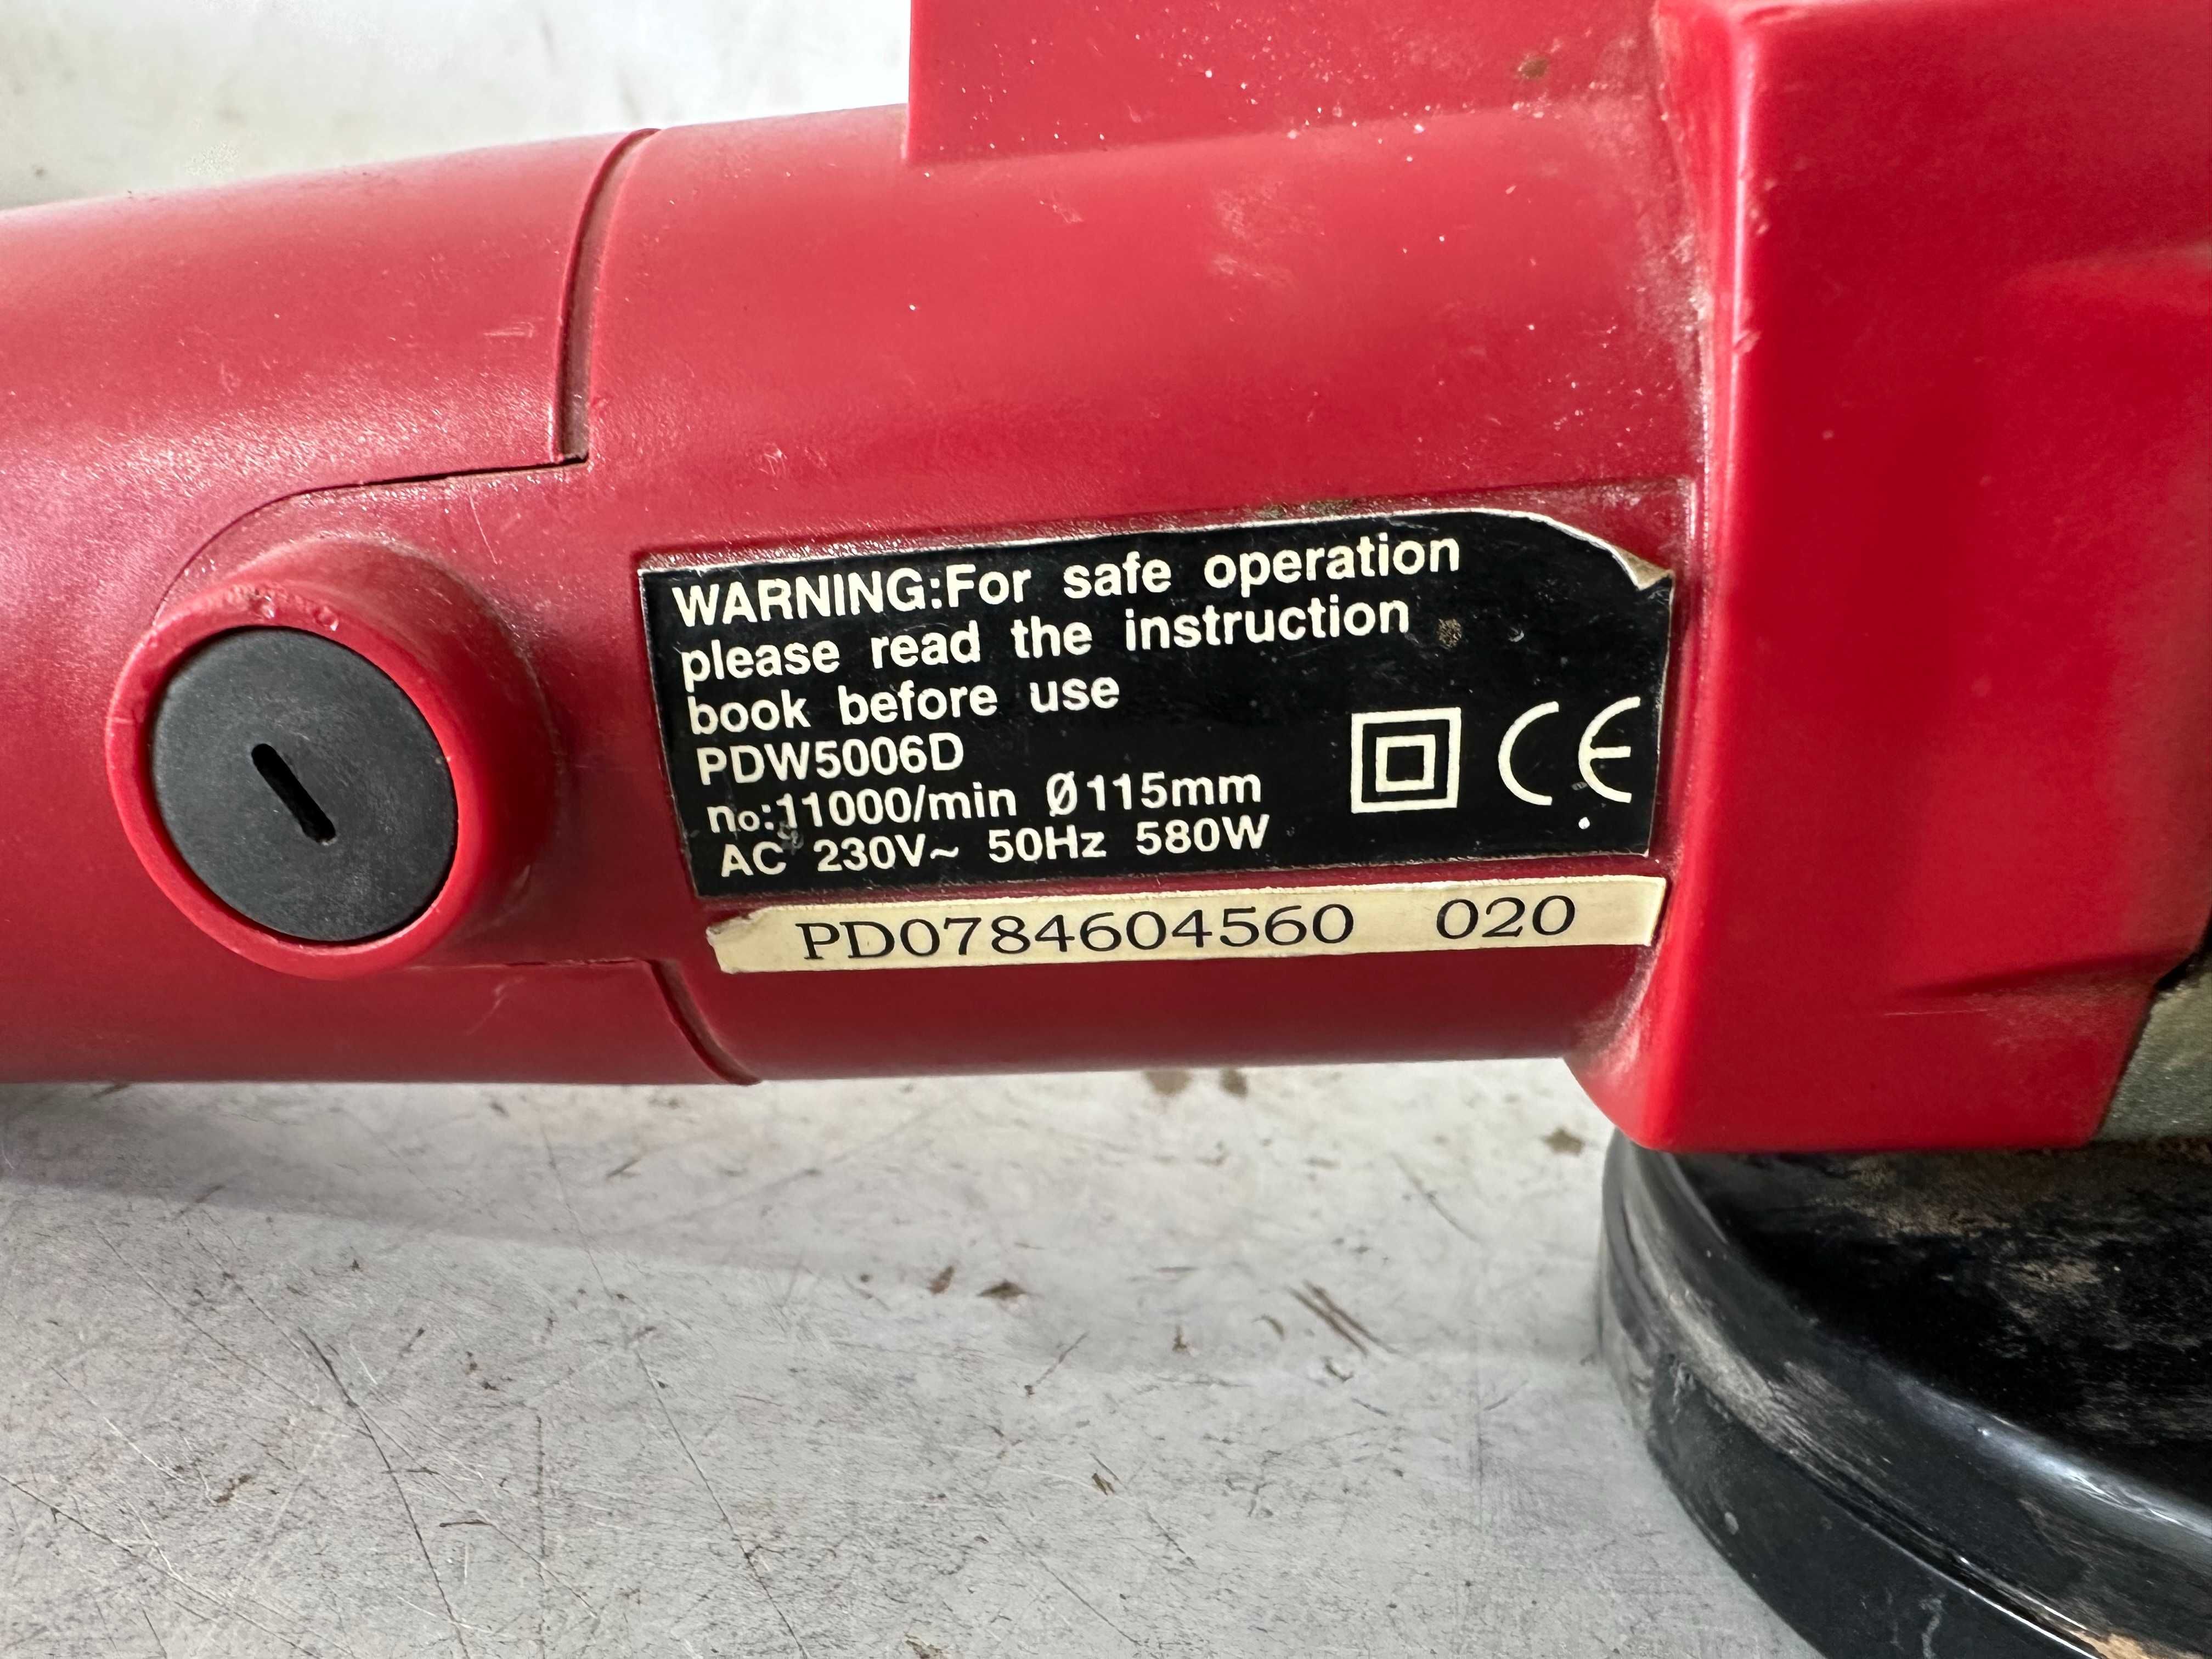 WARNING:For safe operation
please read the instruction
book before use
PDW5006D
no:11000/min Ø115mm
AC 230V~ 50Hz 580W
CE
PD0784604560 020